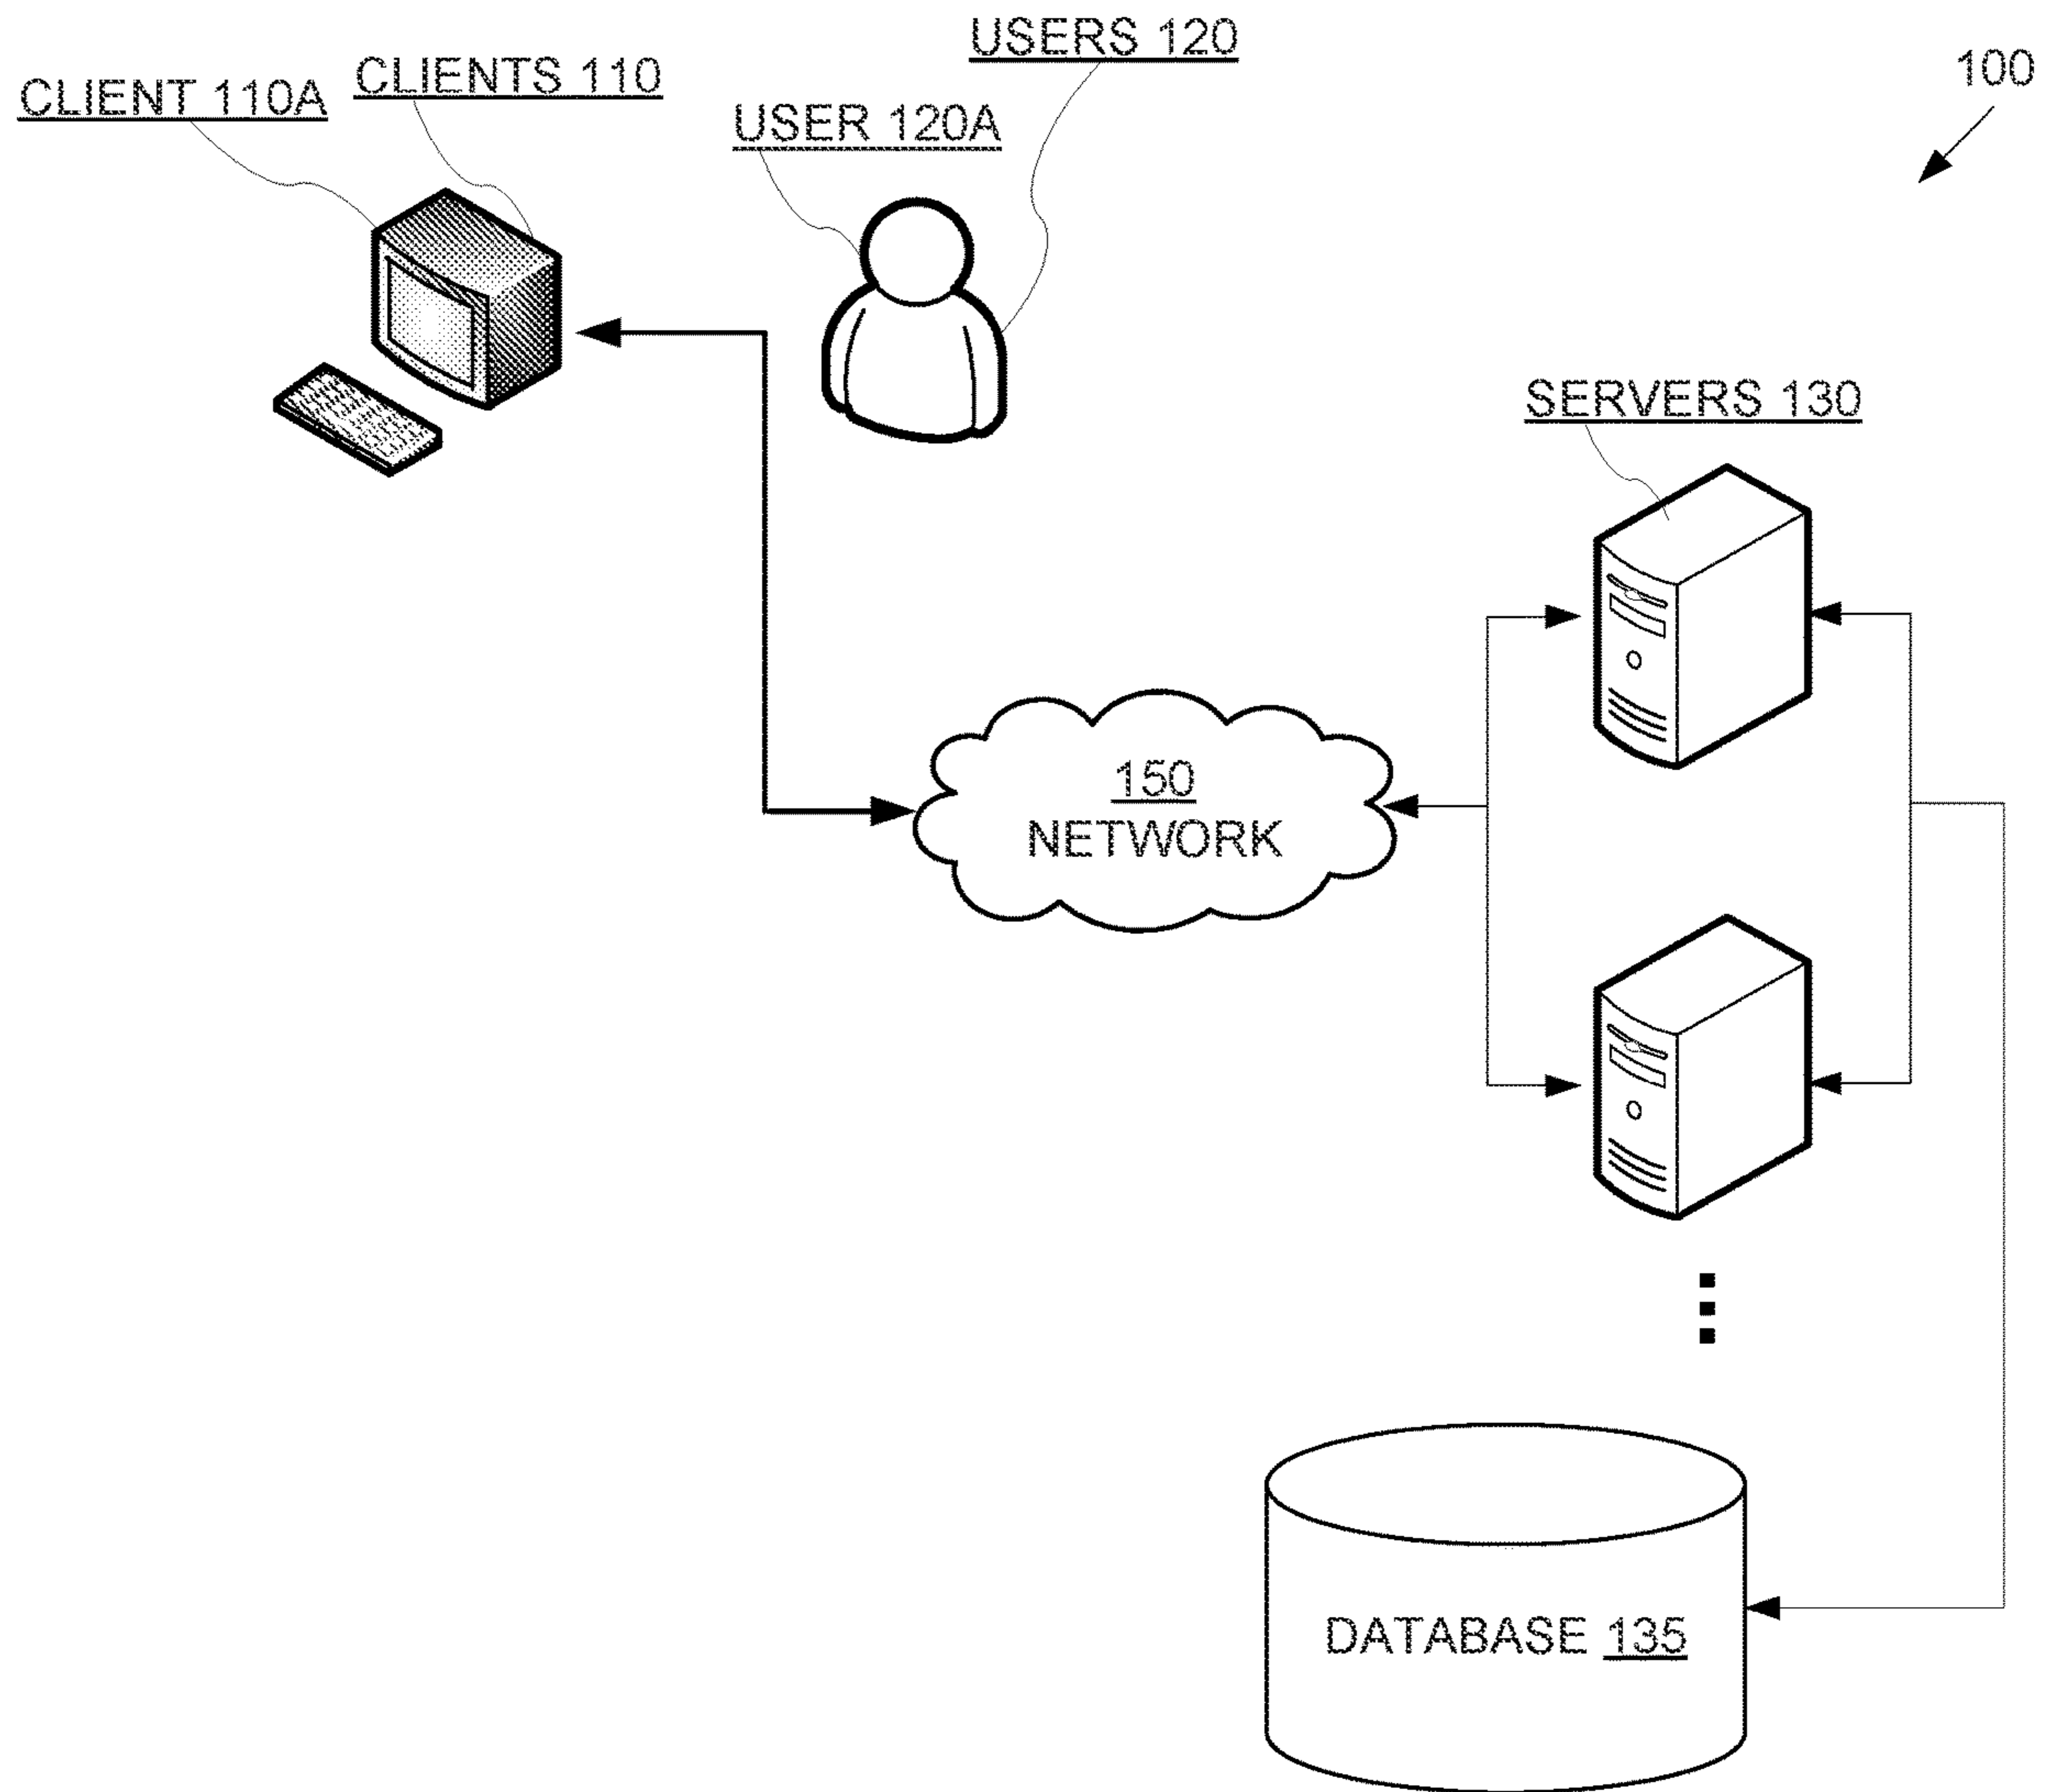 USERS 120
100
CLIENTS 110
CLIENT 110A
USER 120A
SERVERS 130
150
NETWORK
DATABASE 135